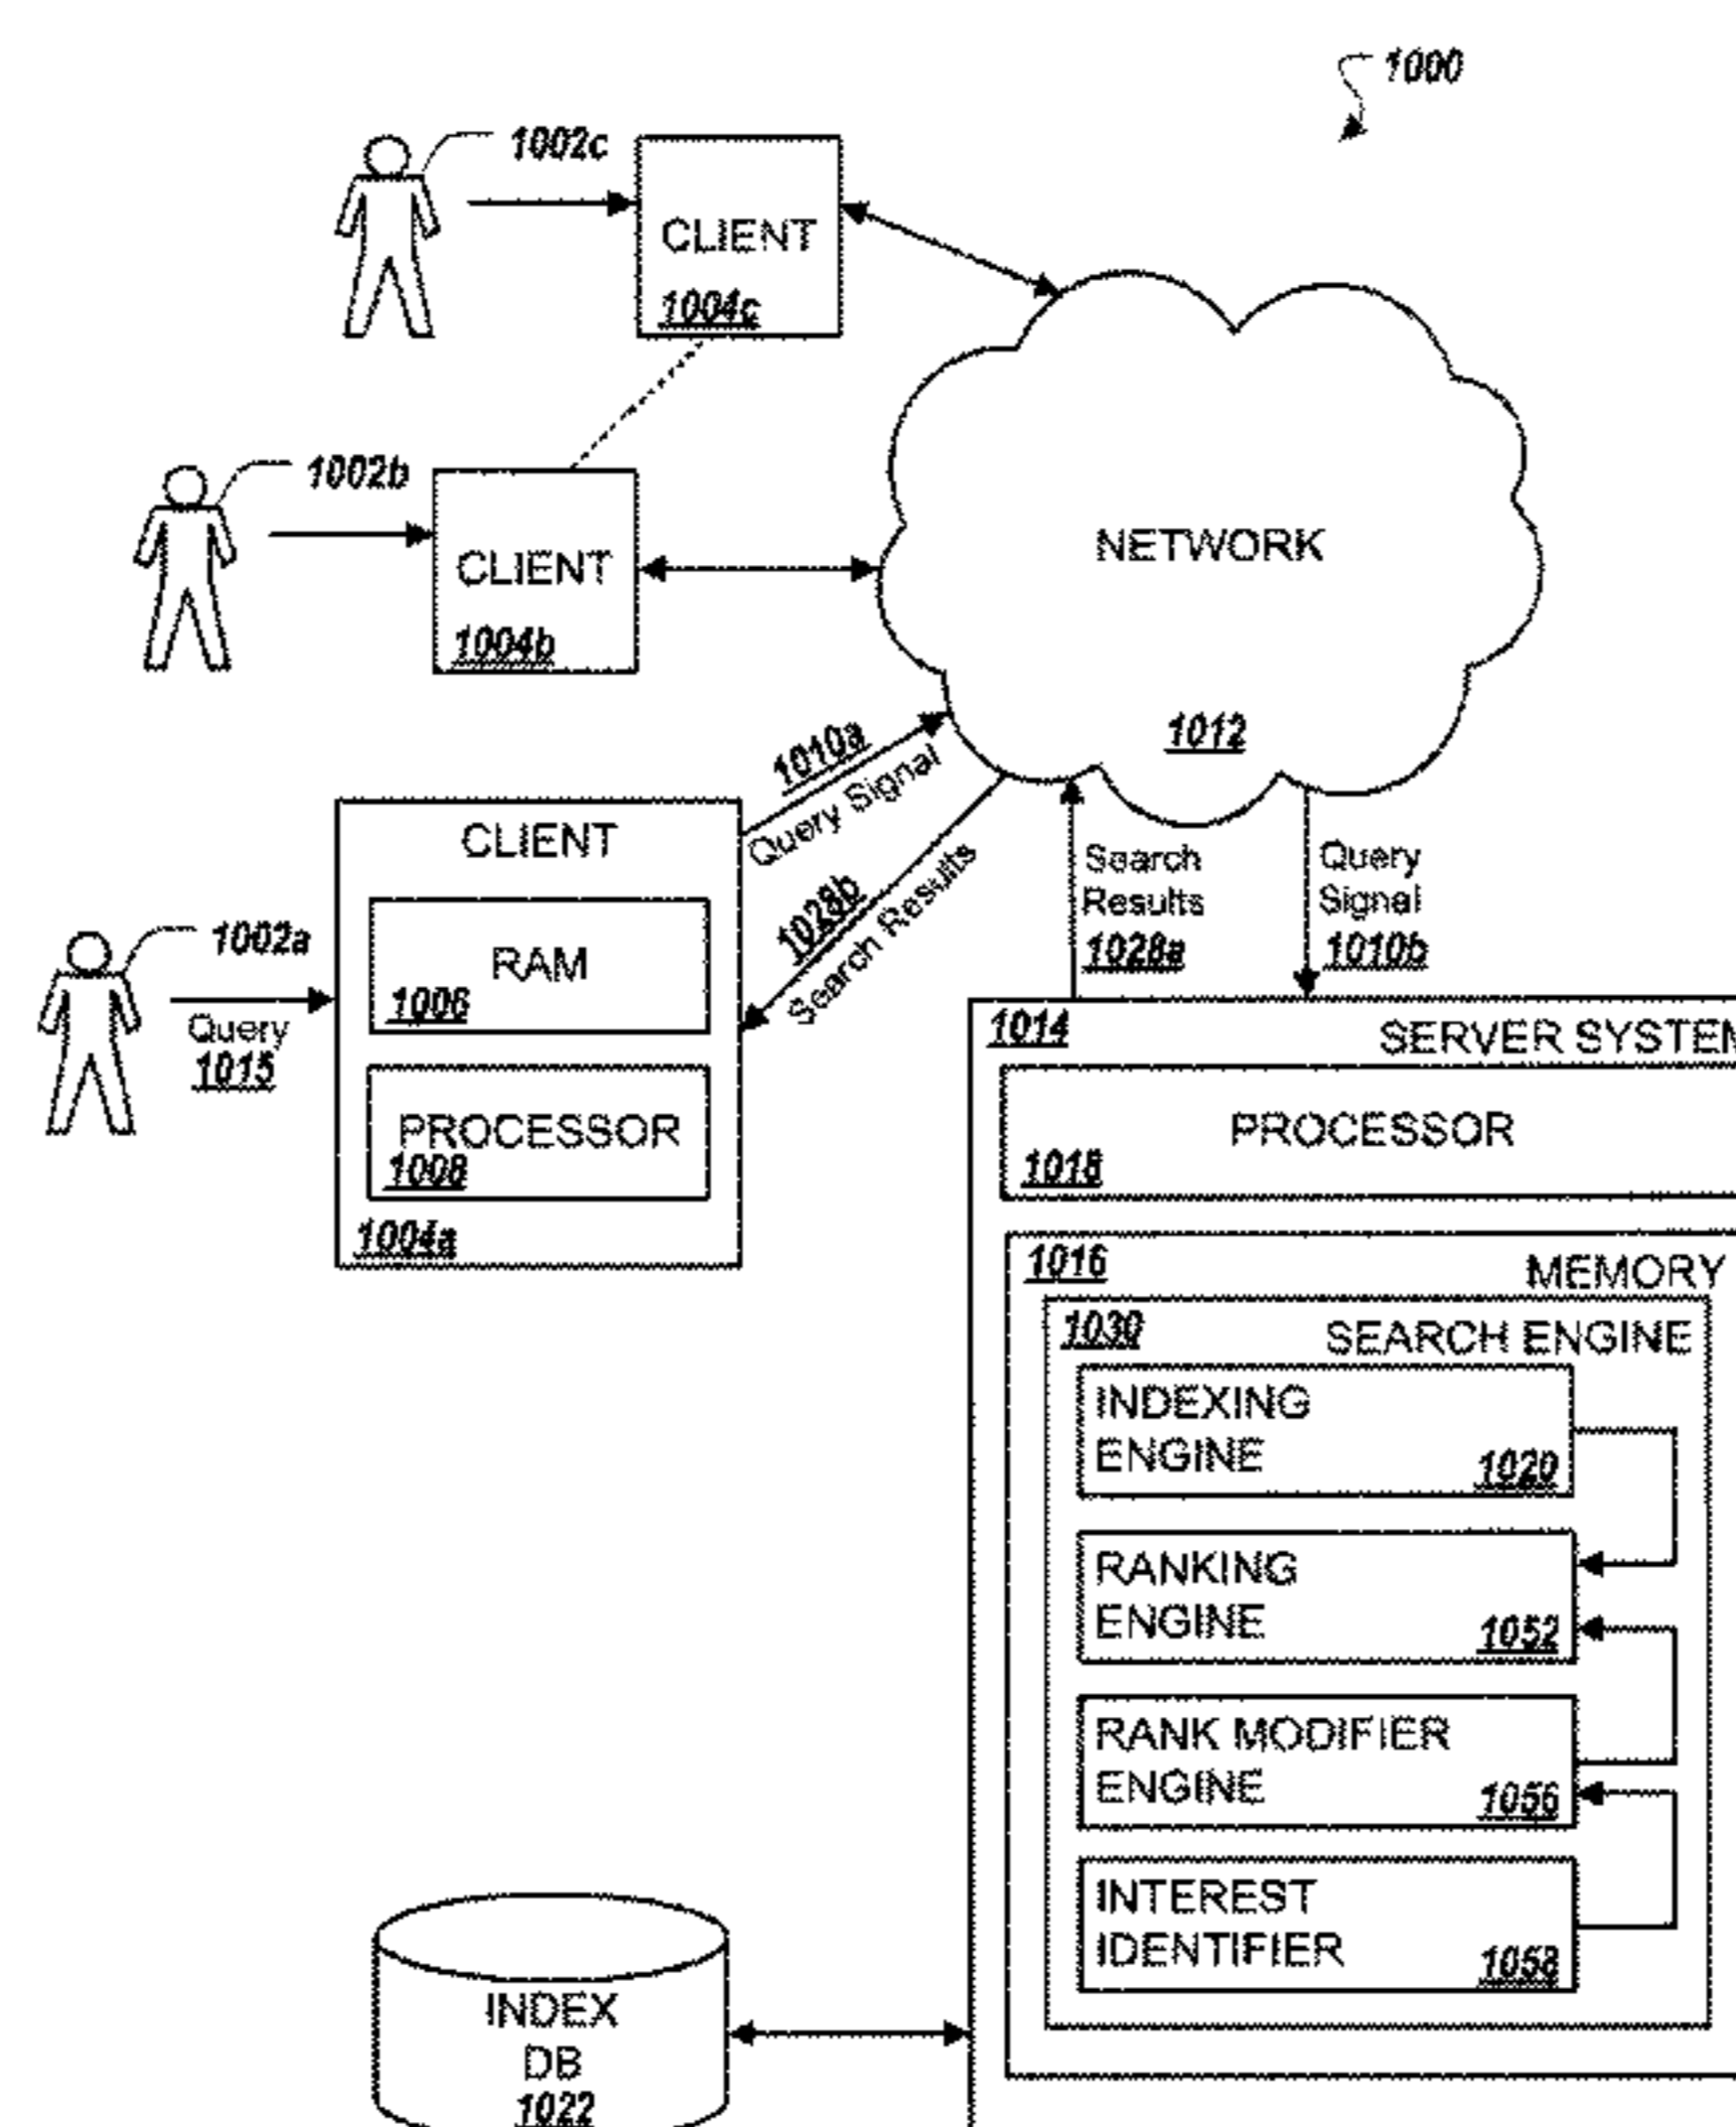 1000
1002c
CLIENT
1004c
1002b
CLIENT
1004b
NETWORK
1012
1010a
Query Signal
1028b
Search Results
Search
Results
1028a
Query
Signal
1010b
CLIENT
RAM
1006
PROCESSOR
1008
1004a
1002a
Query
1015
1014
SERVER SYSTEM
PROCESSOR
1018
1016
MEMORY
1030
SEARCH ENGINE
INDEXING
ENGINE
1020
RANKING
ENGINE
1052
RANK MODIFIER
ENGINE
1056
INTEREST
IDENTIFIER
1058
INDEX
DB
1022